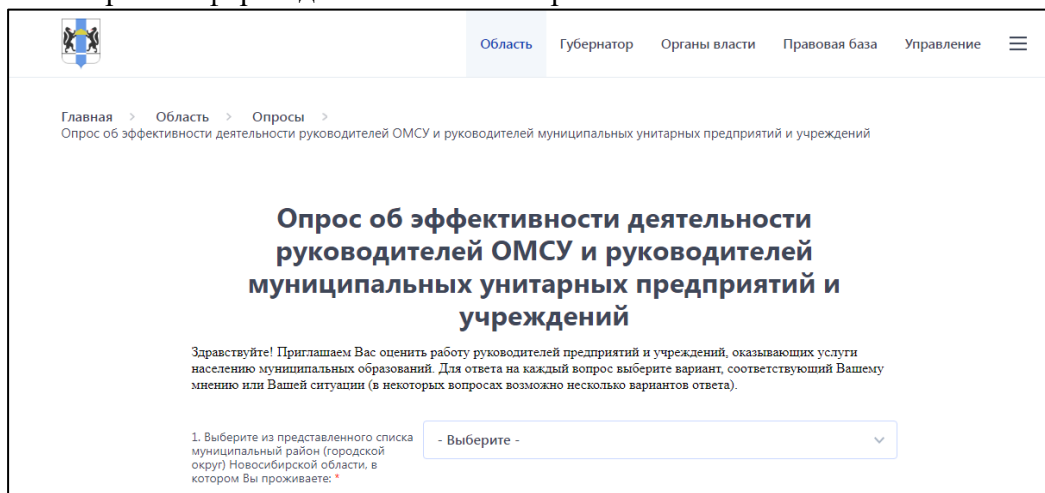 Область Губернатор Органы власти Правовая база Управление
Главная > Область > Опросы >
Опрос об эффективности деятельности руководителей ОМСУ и руководителей муниципальных унитарных предприятий и учреждений
Опрос об эффективности деятельности
руководителей ОМСУ и руководителей
муниципальных унитарных предприятий и
учреждений
Здравствуйте! Приглашаем Вас оценить работу руководителей предприятий и учреждений, оказывающих услуги
населению муниципальных образований. Для ответа на каждый вопрос выберите вариант, соответствующий Вашему
мнению или Вашей ситуации (в некоторых вопросах возможно несколько вариантов ответа).
1. Выберите из представленного списка
муниципальный район (городской
округ) Новосибирской области, в
котором Вы проживаете: *
- Выберите -